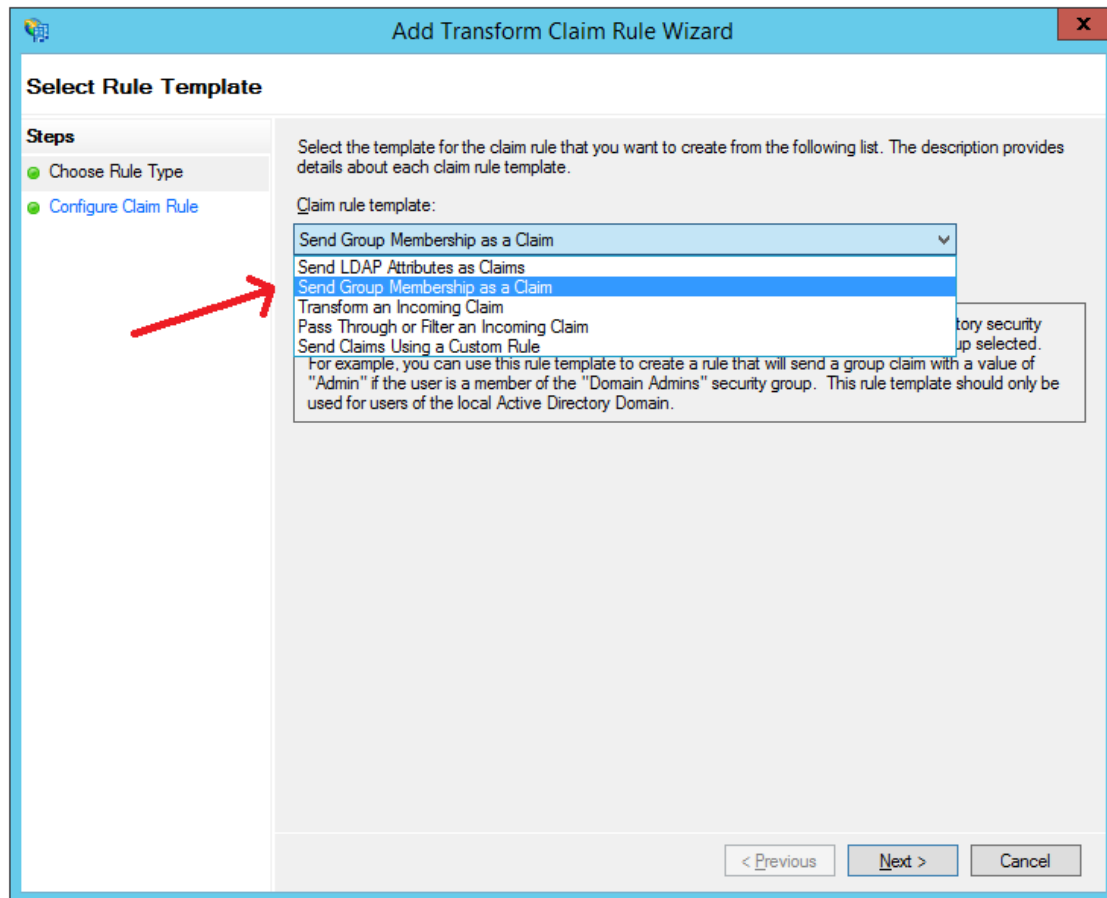 Add Transform Claim Rule Wizard
x
Select Rule Template
Steps
Choose Rule Type
Configure Claim Rule
Select the template for the claim rule that you want to create from the following list. The description provides
details about each claim rule template.
Claim rule template:
Send Group Membership as a Claim
Send LDAP Attributes as Claims
Send Group Membership as a Claim
Transform an Incoming Claim
Pass Through or Filter an Incoming Claim
Send Claims Using a Custom Rule
tory security
up selected.
For example, you can use this rule template to create a rule that will send a group claim with a value of
"Admin" if the user is a member of the "Domain Admins" security group. This rule template should only be
used for users of the local Active Directory Domain.
< Previous
Next >
Cancel